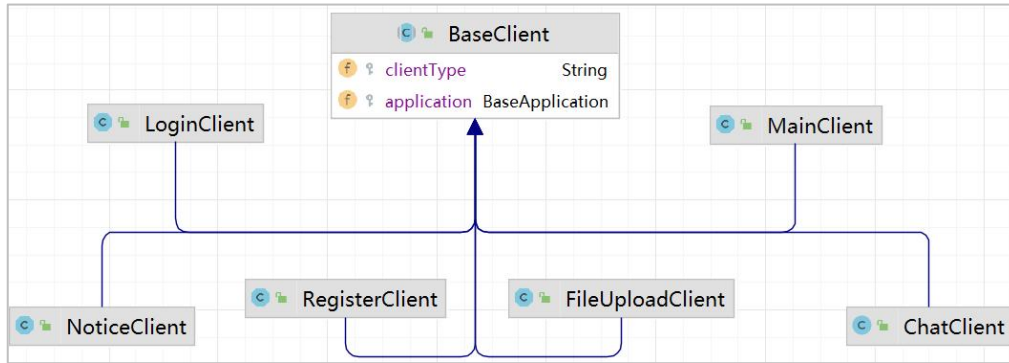 BaseClient
clientType String
application BaseApplication
LoginClient
MainClient
RegisterClient
FileUploadClient
NoticeClient
ChatClient